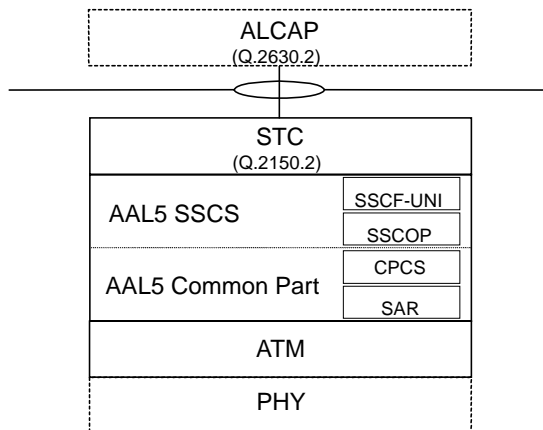 ALCAP
(Q.2630.2)
STC
(Q.2150.2)
AAL5 SSCS
SSCF-UNI
SSCOP
AAL5 Common Part
CPCS
SAR
ATM
PHY